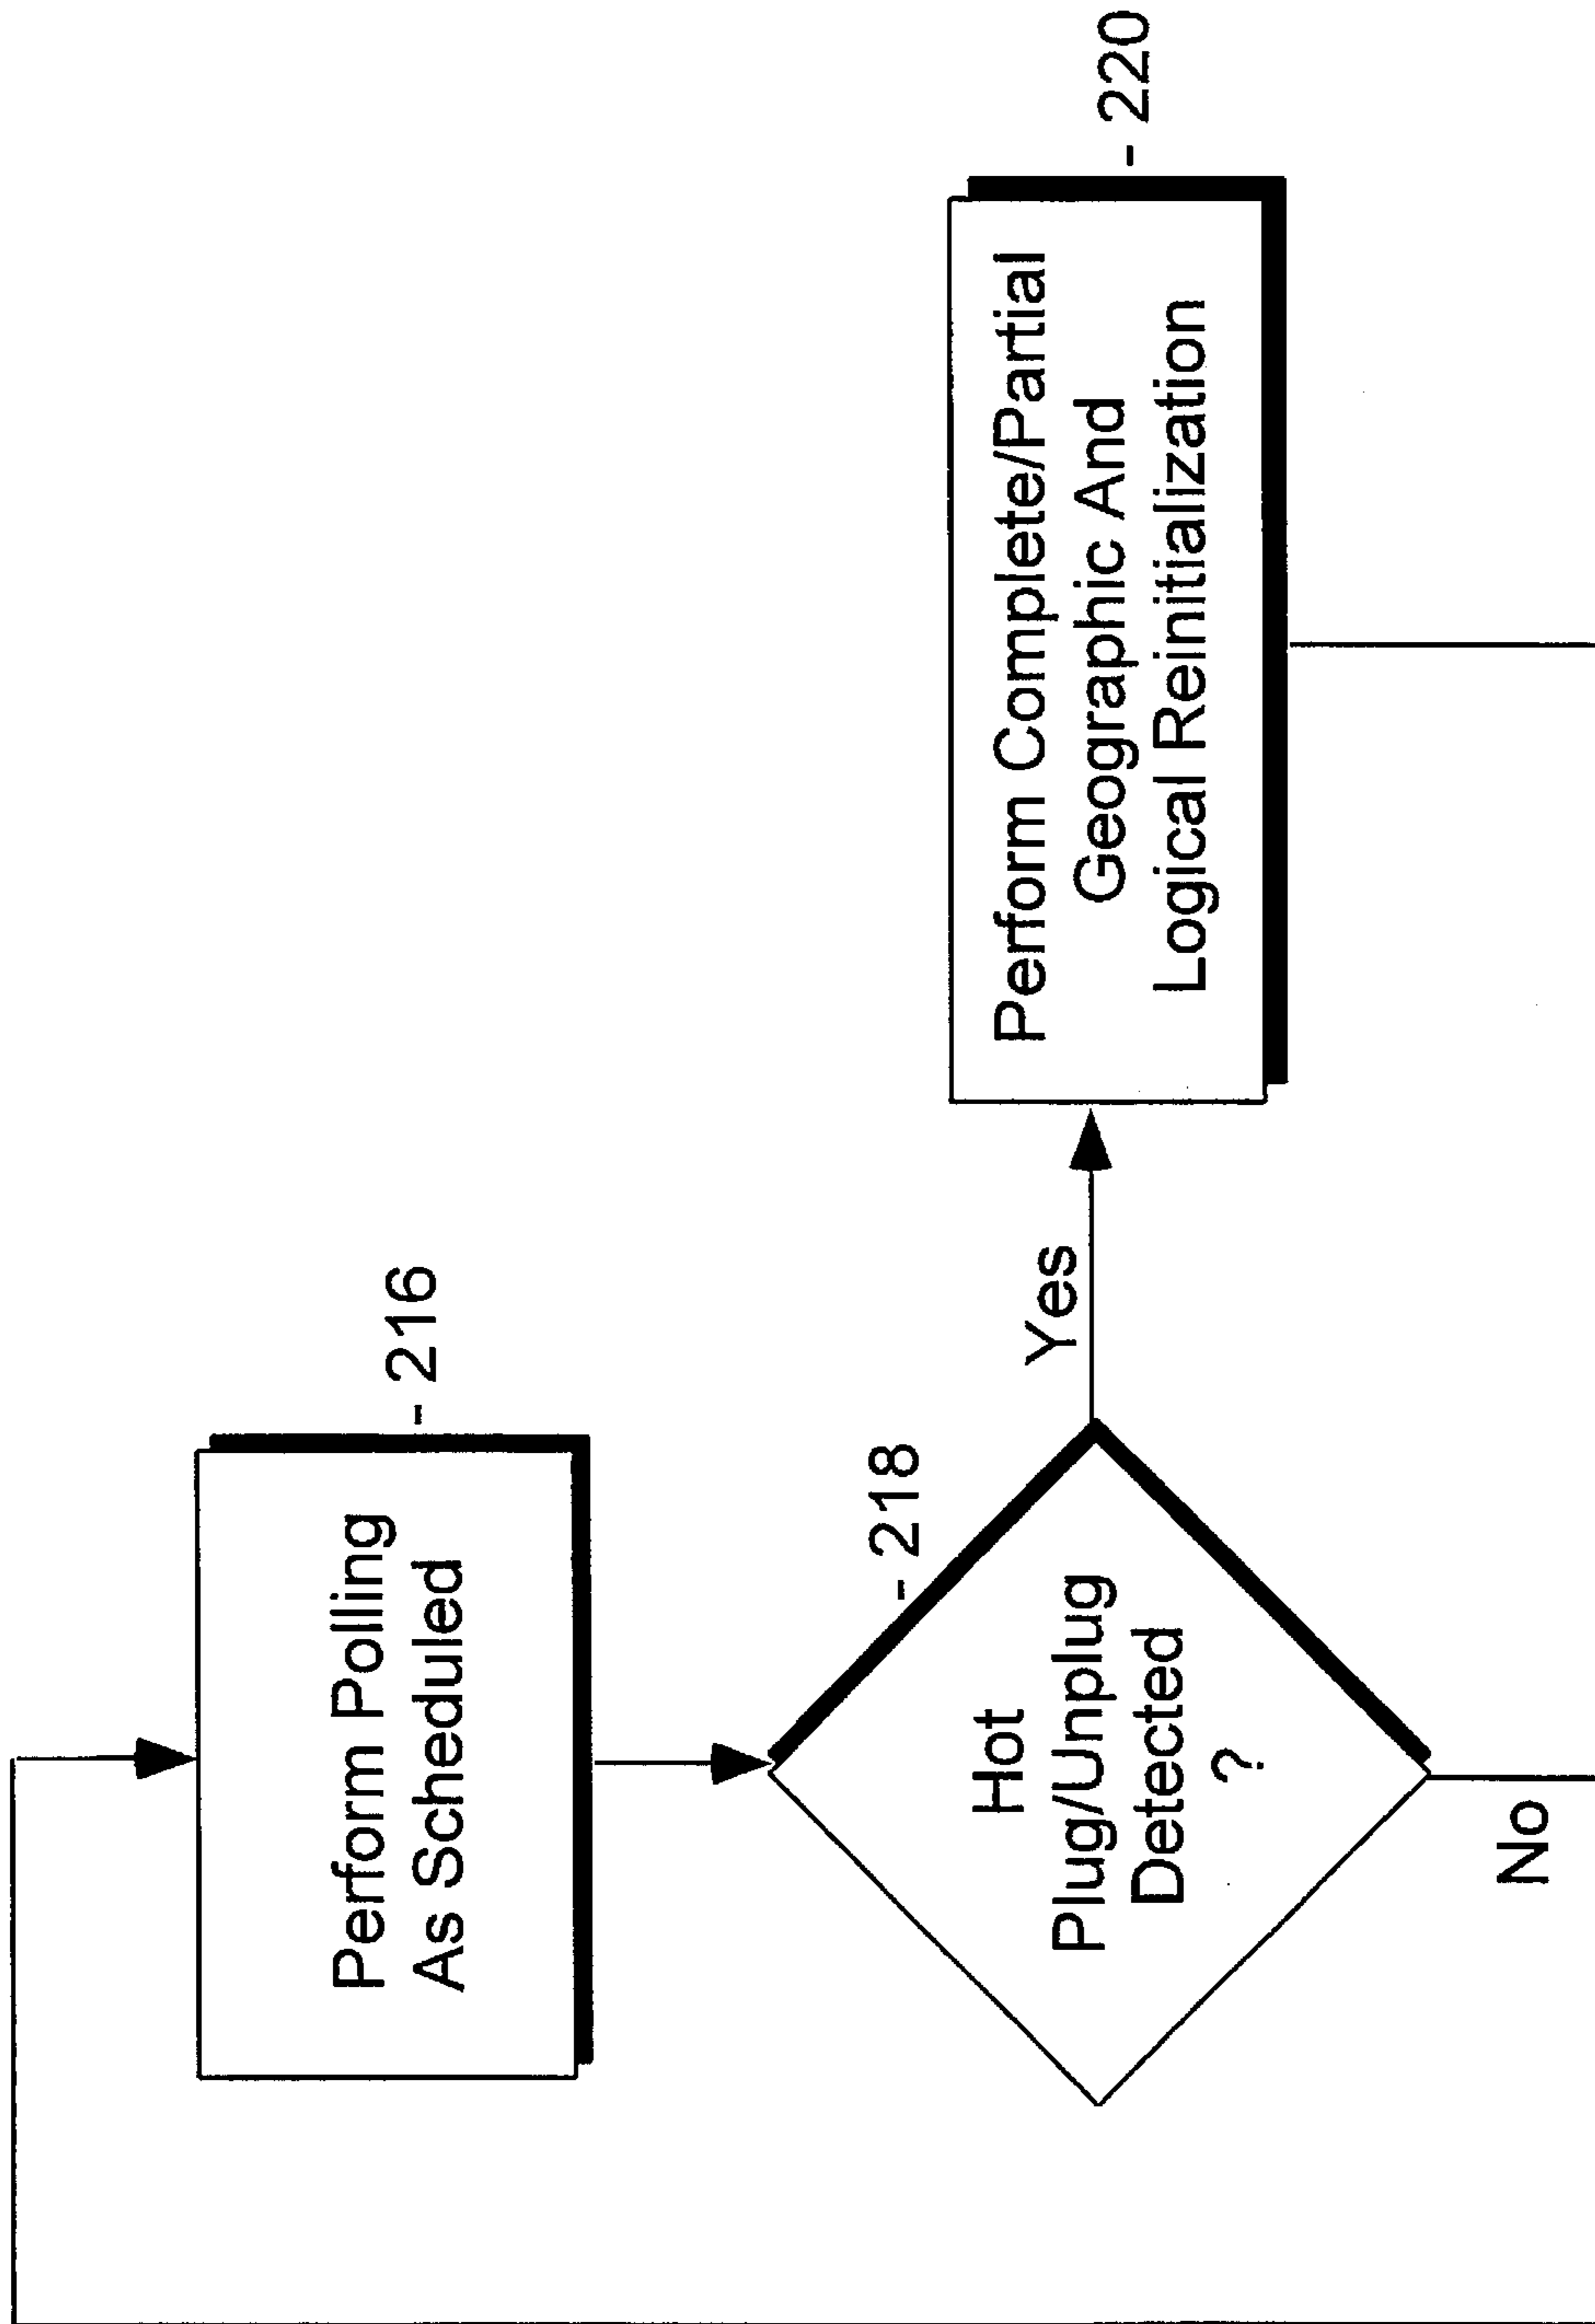 Perform Polling
As Scheduled
- 216
Hot
Plug/Unplug
Detected
?
- 218
Yes
No
Perform Complete/Partial
Geographic And
Logical Reinitialization
- 220